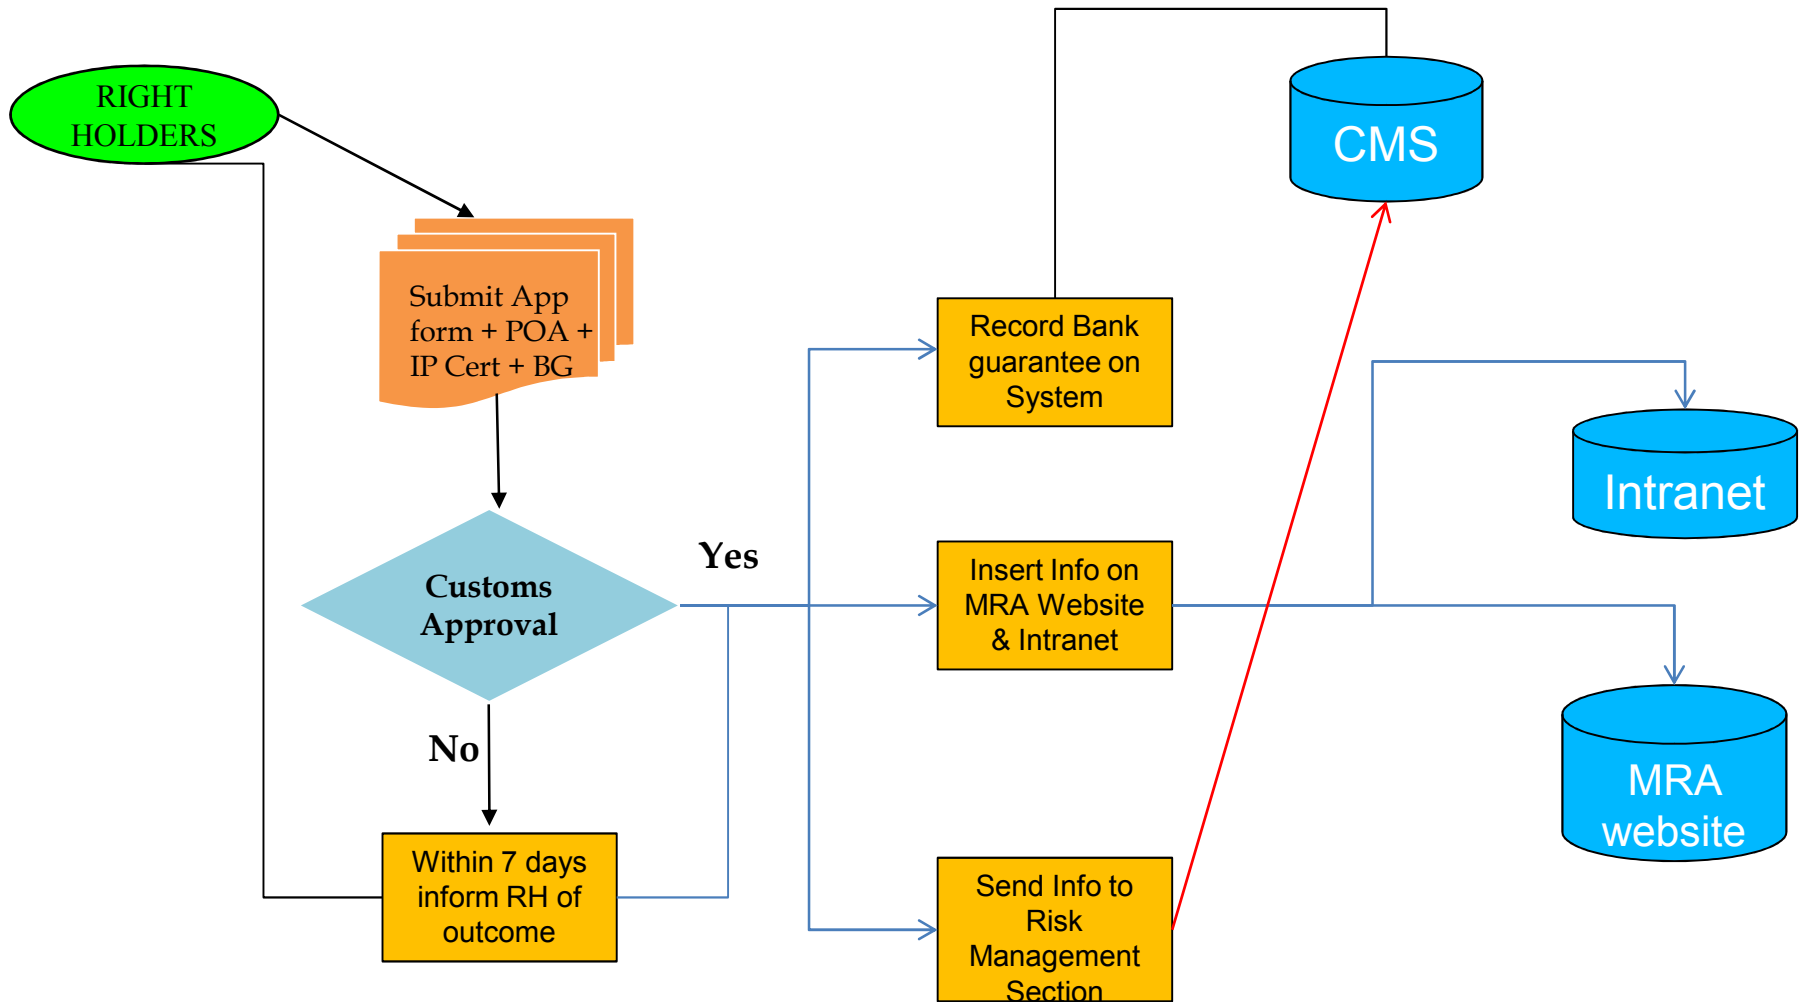 RIGHT
HOLDERS
CMS
Submit App
form + POA +
IP Cert + BG
Record Bank
guarantee on
System
Intranet
Yes
Customs
Approval
Insert Info on
MRA Website
& Intranet
No
MRA
website
Within 7 days
inform RH of
outcome
Send Info to
Risk
Management
Section